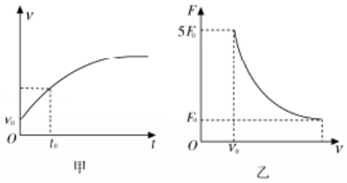 v
v₀
O
t₀
t
甲
F
5F₀
F₀
O
v₀
v
乙